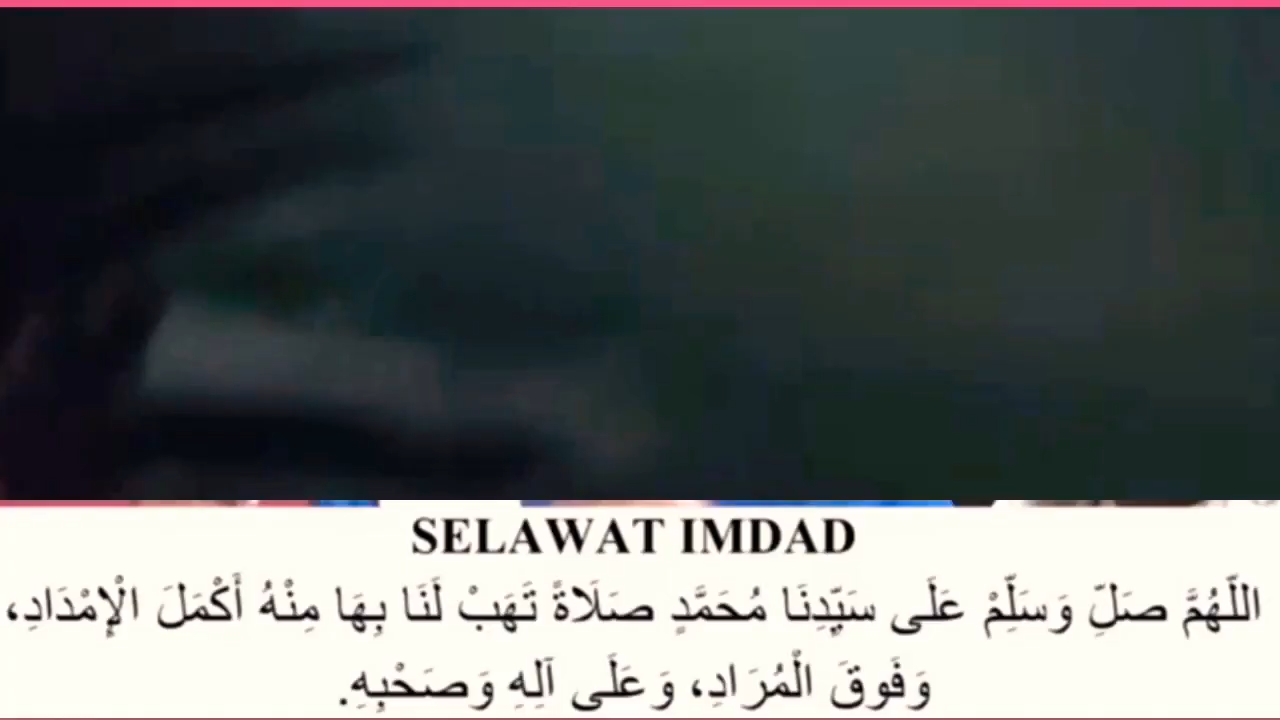 SELAWAT IMDAD
اللّٰهُمَّ صَلِّ وَسَلِّمْ عَلَى سَيِّدِنَا مُحَمَّدٍ صَلَاةً تَهَبْ لَنَا بِهَا مِنْهُ أَكْمَلَ الْإِمْدَادِ،
وَفَوقَ الْمُرَادِ، وَعَلَى آلِهِ وَصَحْبِهِ.